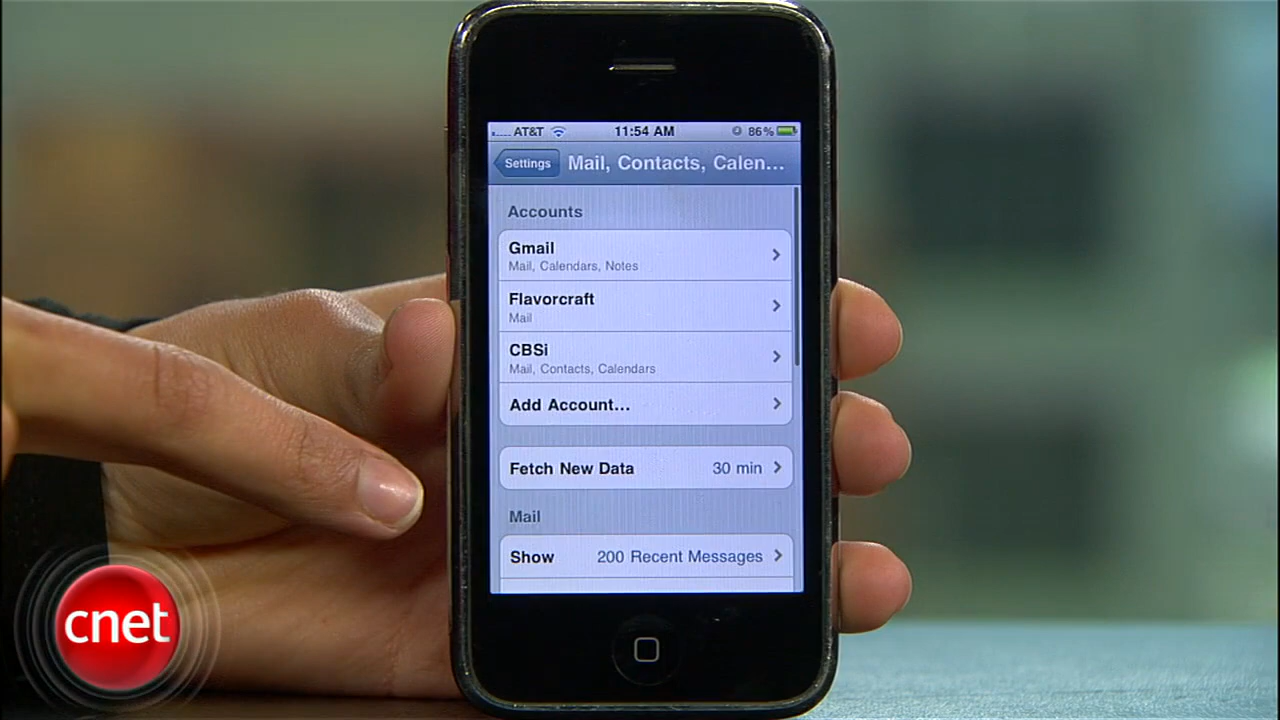 AT&T 11:54 AM 86%
Settings Mail, Contacts, Calen...
Accounts
Gmail
Mail, Calendars, Notes
Flavorcraft
Mail
CBSi
Mail, Contacts, Calendars
Add Account...
Fetch New Data 30 min
Mail
Show 200 Recent Messages
cnet